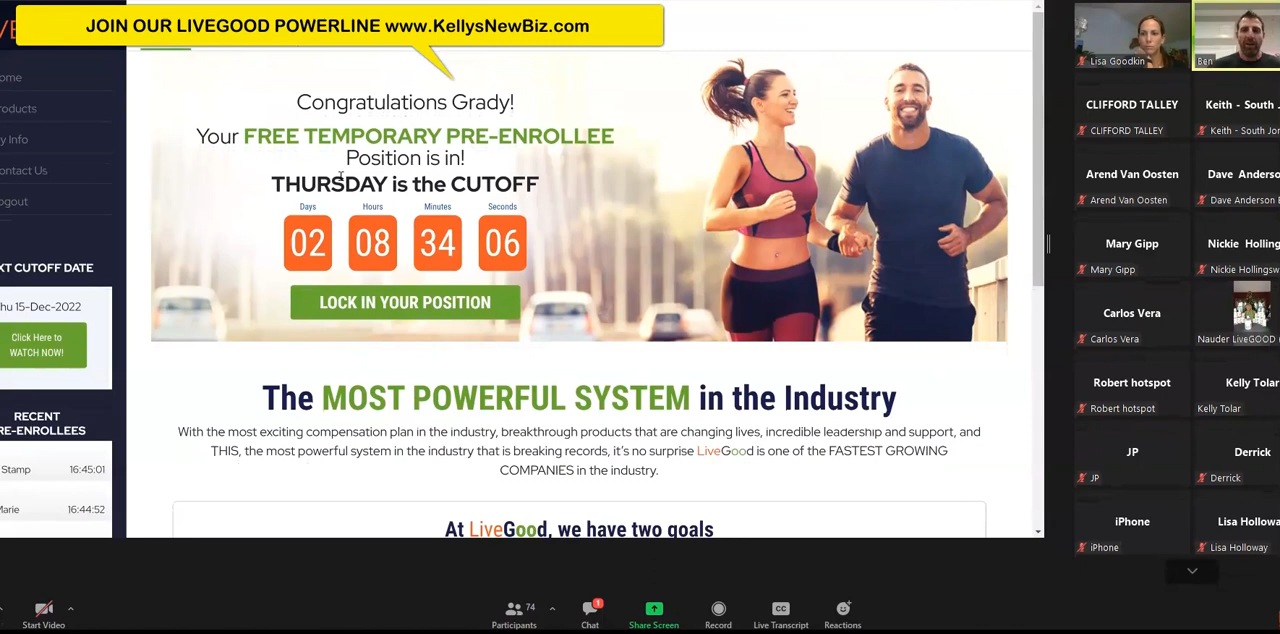 JOIN OUR LIVEGOOD POWERLINE www.KellysNewBiz.com
ome
roducts
y Info
ontact Us
ogout
XT CUTOFF DATE
hu 15-Dec-2022
Click Here to
WATCH NOW!
RECENT
RE-ENROLLEES
Stamp 16:45:01
Marie 16:44:52
Congratulations Grady!
Your FREE TEMPORARY PRE-ENROLLEE
Position is in!
THURSDAY is the CUTOFF
Days Hours Minutes Seconds
02 08 34 06
LOCK IN YOUR POSITION
The MOST POWERFUL SYSTEM in the Industry
With the most exciting compensation plan in the industry, breakthrough products that are changing lives, incredible leadership and support, and
THIS, the most powerful system in the industry that is breaking records, it's no surprise LiveGood is one of the FASTEST GROWING
COMPANIES in the industry.
At LiveGood, we have two goals
Lisa Goodkin
Ben
CLIFFORD TALLEY
CLIFFORD TALLEY
Keith - South J
Keith - South Jor
Arend Van Oosten
Arend Van Oosten
Dave Anderson
Dave Anderson E
Mary Gipp
Mary Gipp
Nickie Holling
Nickie Hollingsw
Carlos Vera
Carlos Vera
Nauder LiveGOOD (
Robert hotspot
Robert hotspot
Kelly Tolar
Kelly Tolar
JP
JP
Derrick
Derrick
iPhone
iPhone
Lisa Hollowa
Lisa Holloway
Start Video
74
Participants
1
Chat
Share Screen
Record
CC
Live Transcript
Reactions